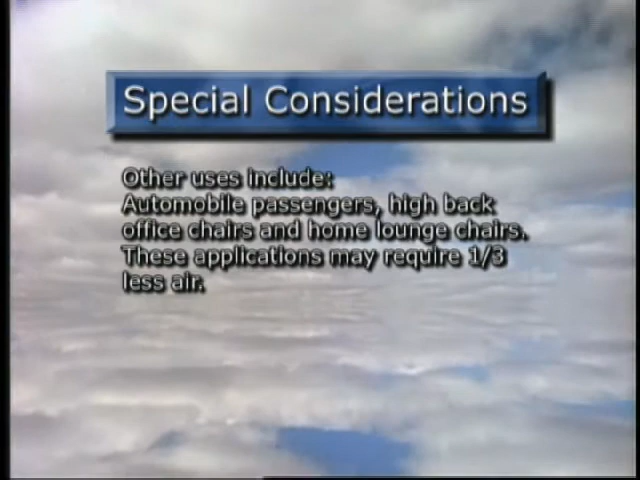 Special Considerations
Other uses include:
Automobile passengers, high back
office chairs and home lounge chairs.
These applications may require 1/3
less air.